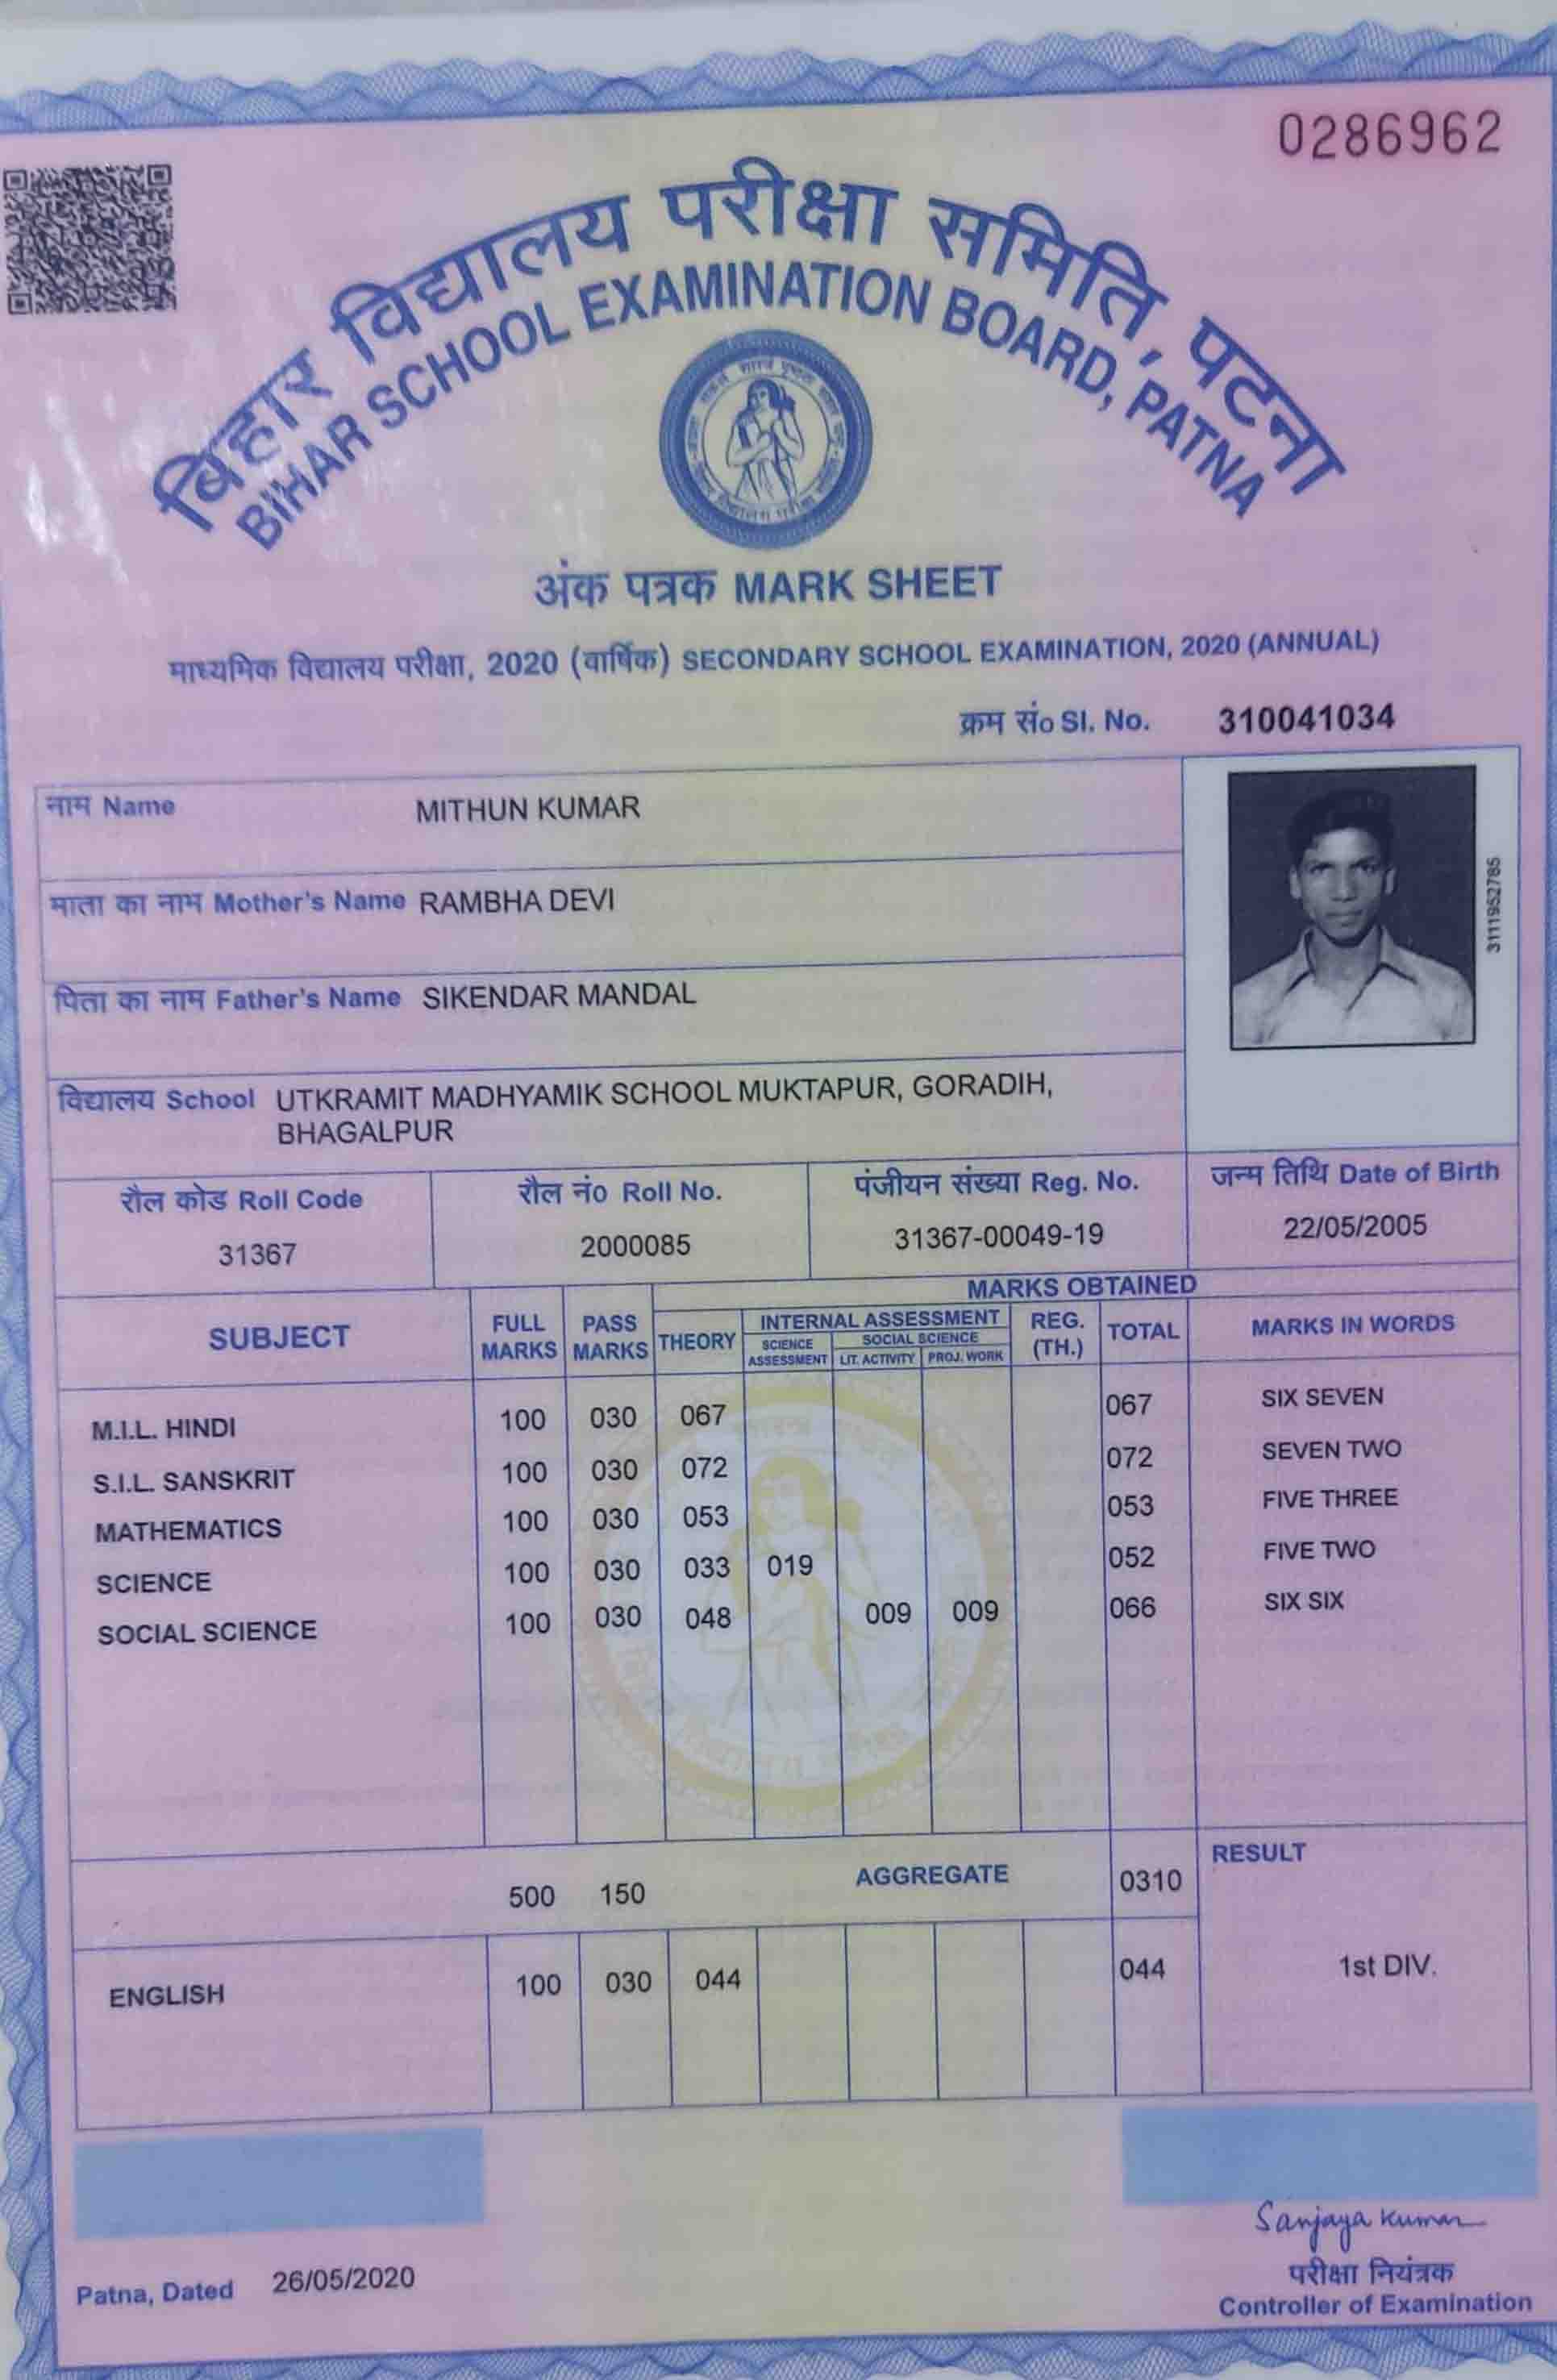 0286962
बिहार विद्यालय परीक्षा समिति, पटना
BIHAR SCHOOL EXAMINATION BOARD, PATNA
अंक पत्रक MARK SHEET
माध्यमिक विद्यालय परीक्षा, 2020 (वार्षिक) SECONDARY SCHOOL EXAMINATION, 2020 (ANNUAL)
क्रम सं० Sl. No. 310041034
नाम Name MITHUN KUMAR
माता का नाम Mother's Name RAMBHA DEVI
पिता का नाम Father's Name SIKENDAR MANDAL
3111952785
विद्यालय School UTKRAMIT MADHYAMIK SCHOOL MUKTAPUR, GORADIH,
BHAGALPUR
रौल कोड Roll Code रौल नं० Roll No. पंजीयन संख्या Reg. No. जन्म तिथि Date of Birth
31367 2000085 31367-00049-19 22/05/2005
MARKS OBTAINED
SUBJECT FULL MARKS PASS MARKS THEORY INTERNAL ASSESSMENT REG. (TH.) TOTAL MARKS IN WORDS
SCIENCE ASSESSMENT SOCIAL SCIENCE
LIT. ACTIVITY PROJ. WORK
M.I.L. HINDI 100 030 067 067 SIX SEVEN
S.I.L. SANSKRIT 100 030 072 072 SEVEN TWO
MATHEMATICS 100 030 053 053 FIVE THREE
SCIENCE 100 030 033 019 052 FIVE TWO
SOCIAL SCIENCE 100 030 048 009 009 066 SIX SIX
500 150 AGGREGATE 0310 RESULT
ENGLISH 100 030 044 044 1st DIV.
Sanjaya Kumar
Patna, Dated 26/05/2020
परीक्षा नियंत्रक
Controller of Examination